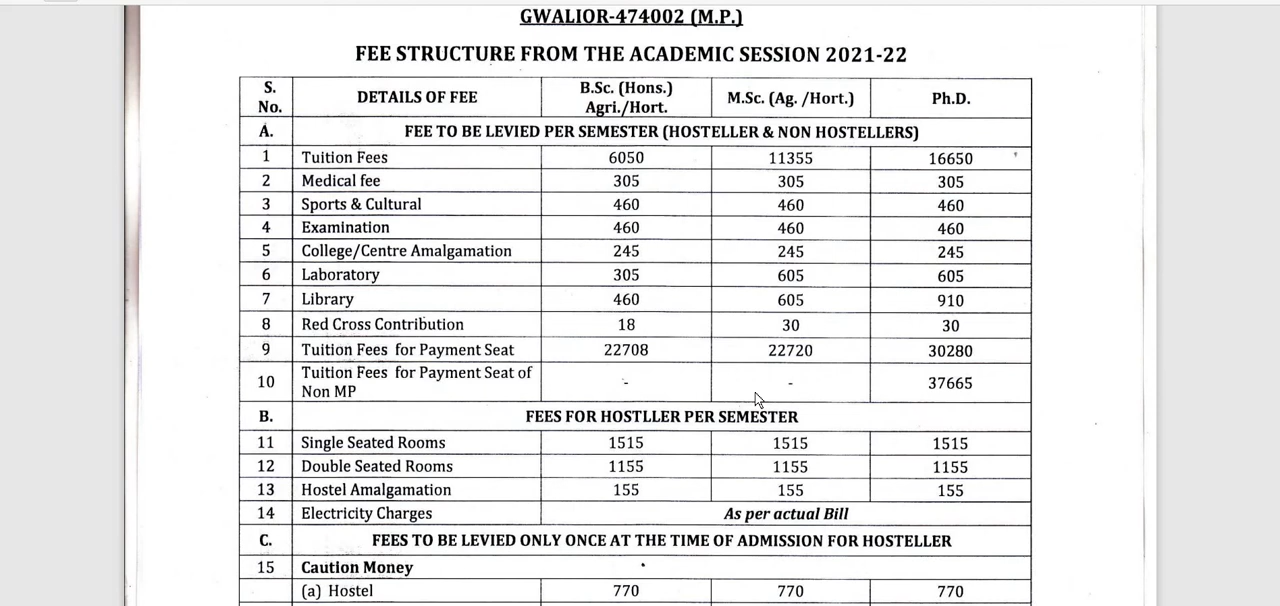 GWALIOR-474002 (M.P.)
FEE STRUCTURE FROM THE ACADEMIC SESSION 2021-22
S. No. DETAILS OF FEE B.Sc. (Hons.) Agri./Hort. M.Sc. (Ag. /Hort.) Ph.D.
A. FEE TO BE LEVIED PER SEMESTER (HOSTELLER & NON HOSTELLERS)
1 Tuition Fees 6050 11355 16650
2 Medical fee 305 305 305
3 Sports & Cultural 460 460 460
4 Examination 460 460 460
5 College/Centre Amalgamation 245 245 245
6 Laboratory 305 605 605
7 Library 460 605 910
8 Red Cross Contribution 18 30 30
9 Tuition Fees for Payment Seat 22708 22720 30280
10 Tuition Fees for Payment Seat of Non MP - - 37665
B. FEES FOR HOSTLLER PER SEMESTER
11 Single Seated Rooms 1515 1515 1515
12 Double Seated Rooms 1155 1155 1155
13 Hostel Amalgamation 155 155 155
14 Electricity Charges As per actual Bill
C. FEES TO BE LEVIED ONLY ONCE AT THE TIME OF ADMISSION FOR HOSTELLER
15 Caution Money
(a) Hostel 770 770 770